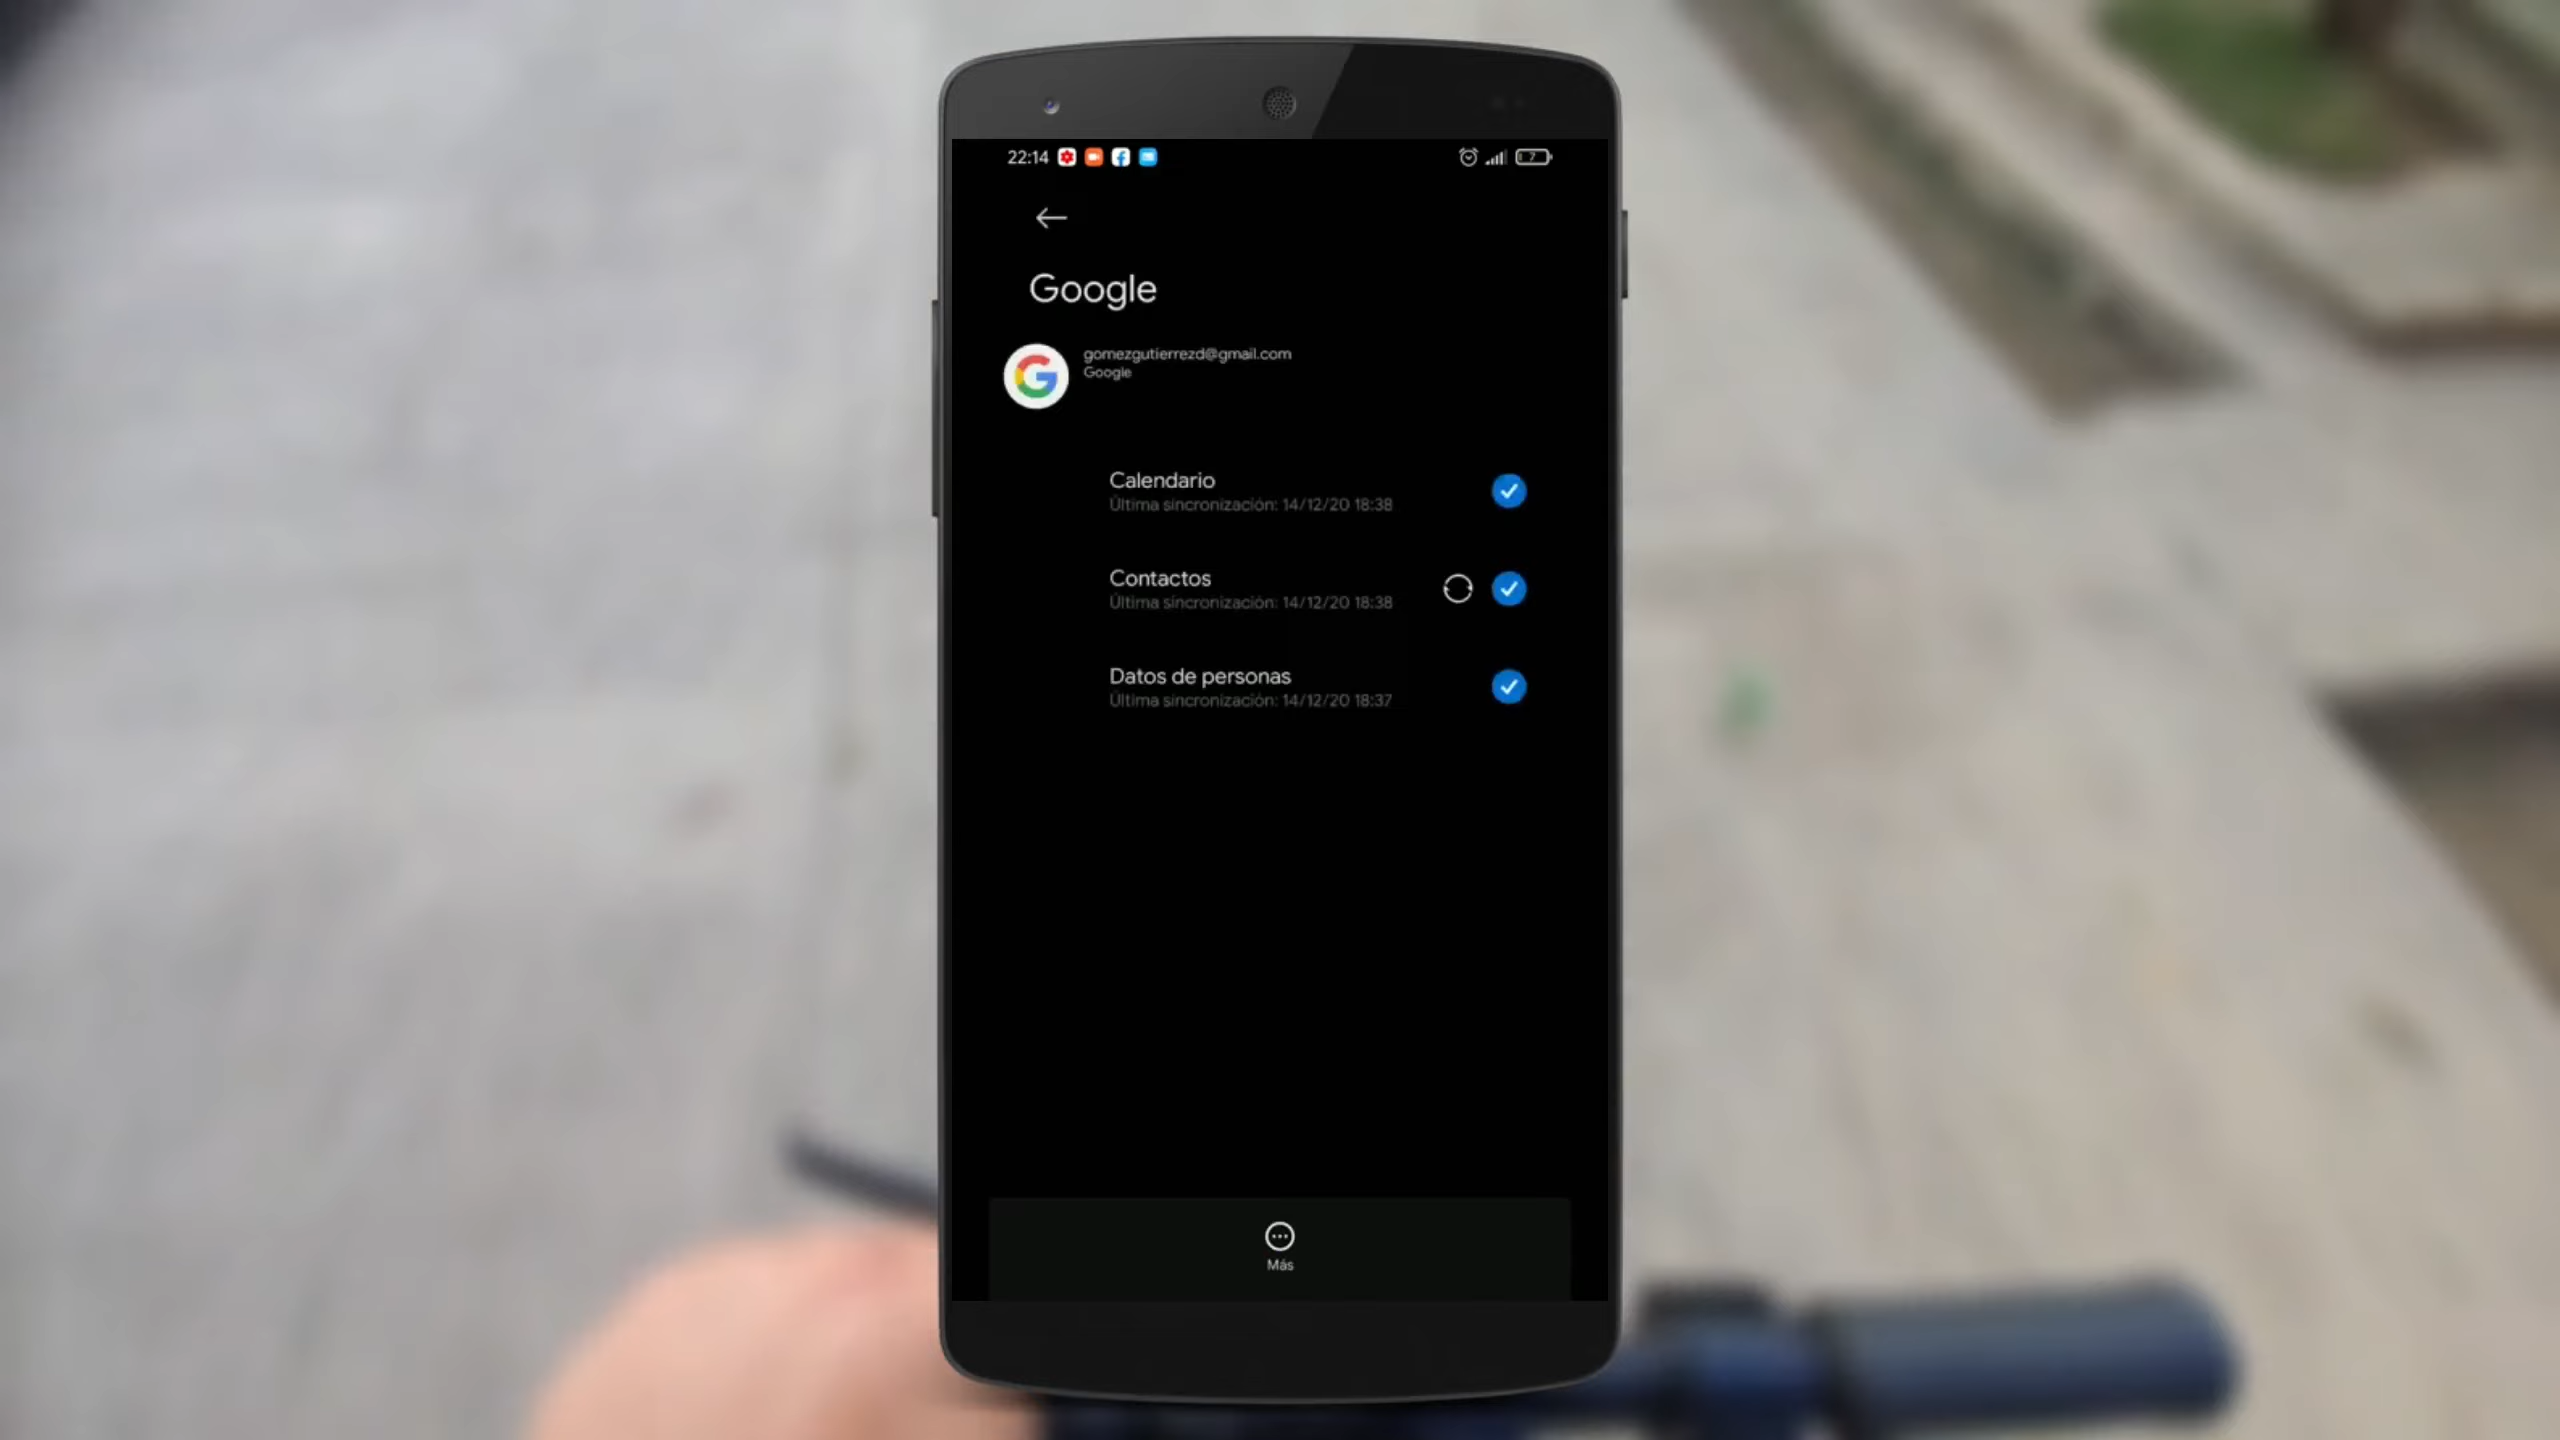 22:14
7
Google
gomezgutierrezd@gmail.com
Google
Calendario
Última sincronización: 14/12/20 18:38
Contactos
Última sincronización: 14/12/20 18:38
Datos de personas
Última sincronización: 14/12/20 18:37
Más